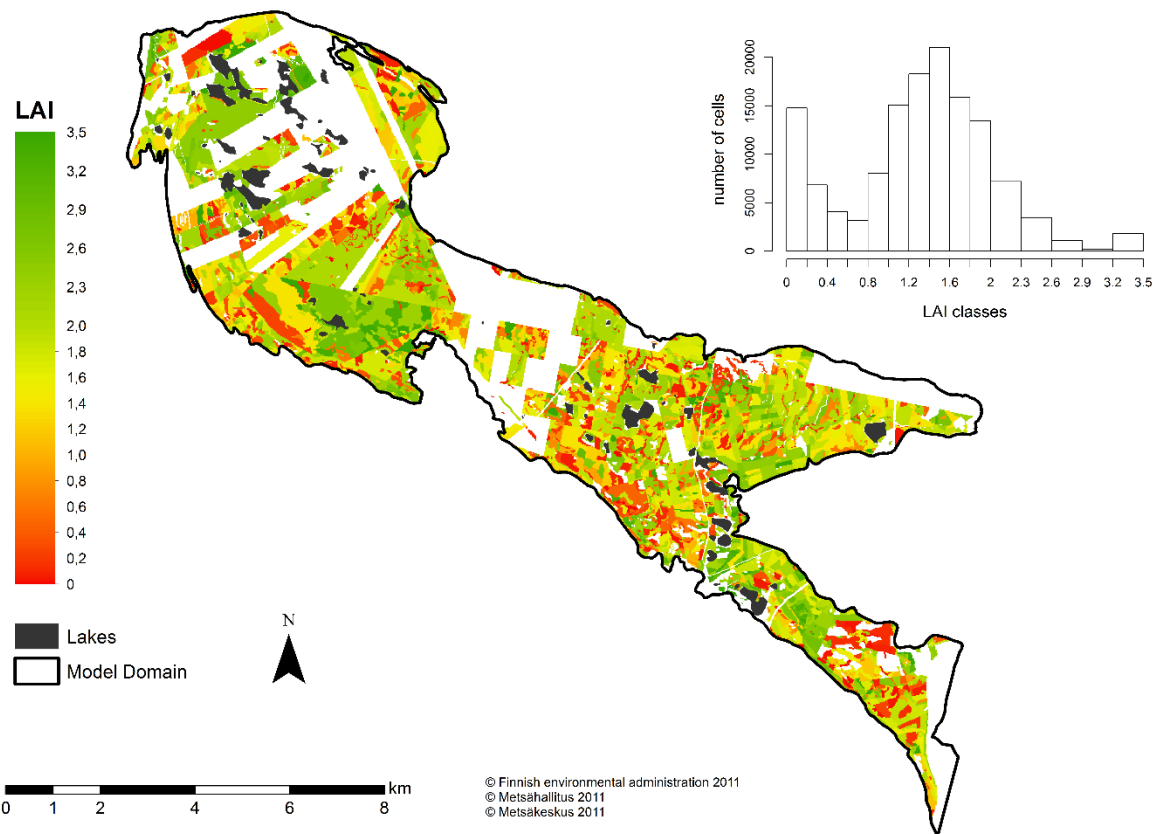 LAI
3,5
3,2
2,9
2,6
2,3
2,0
1,8
1,6
1,4
1,2
1,0
0,8
0,6
0,4
0,2
0
Lakes
Model Domain
N
0 1 2 4 6 8 km
number of cells
20000
15000
10000
5000
0
0 0.4 0.8 1.2 1.6 2 2.3 2.6 2.9 3.2 3.5
LAI classes
© Finnish environmental administration 2011
© Metsähallitus 2011
© Metsäkeskus 2011